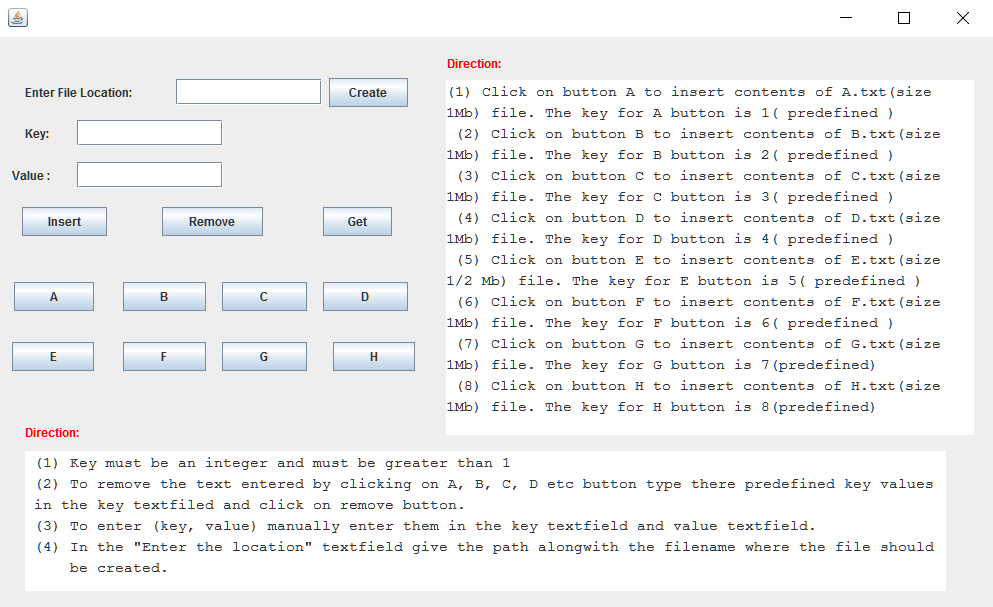 Enter File Location:
Create
Key:
Value :
Insert Remove Get
A B C D
E F G H
Direction:
(1) Click on button A to insert contents of A.txt(size
1Mb) file. The key for A button is 1( predefined )
(2) Click on button B to insert contents of B.txt(size
1Mb) file. The key for B button is 2( predefined )
(3) Click on button C to insert contents of C.txt(size
1Mb) file. The key for C button is 3( predefined )
(4) Click on button D to insert contents of D.txt(size
1Mb) file. The key for D button is 4( predefined )
(5) Click on button E to insert contents of E.txt(size
1/2 Mb) file. The key for E button is 5( predefined )
(6) Click on button F to insert contents of F.txt(size
1Mb) file. The key for F button is 6( predefined )
(7) Click on button G to insert contents of G.txt(size
1Mb) file. The key for G button is 7(predefined)
(8) Click on button H to insert contents of H.txt(size
1Mb) file. The key for H button is 8(predefined)
Direction:
(1) Key must be an integer and must be greater than 1
(2) To remove the text entered by clicking on A, B, C, D etc button type there predefined key values
in the key textfiled and click on remove button.
(3) To enter (key, value) manually enter them in the key textfield and value textfield.
(4) In the "Enter the location" textfield give the path alongwith the filename where the file should
be created.